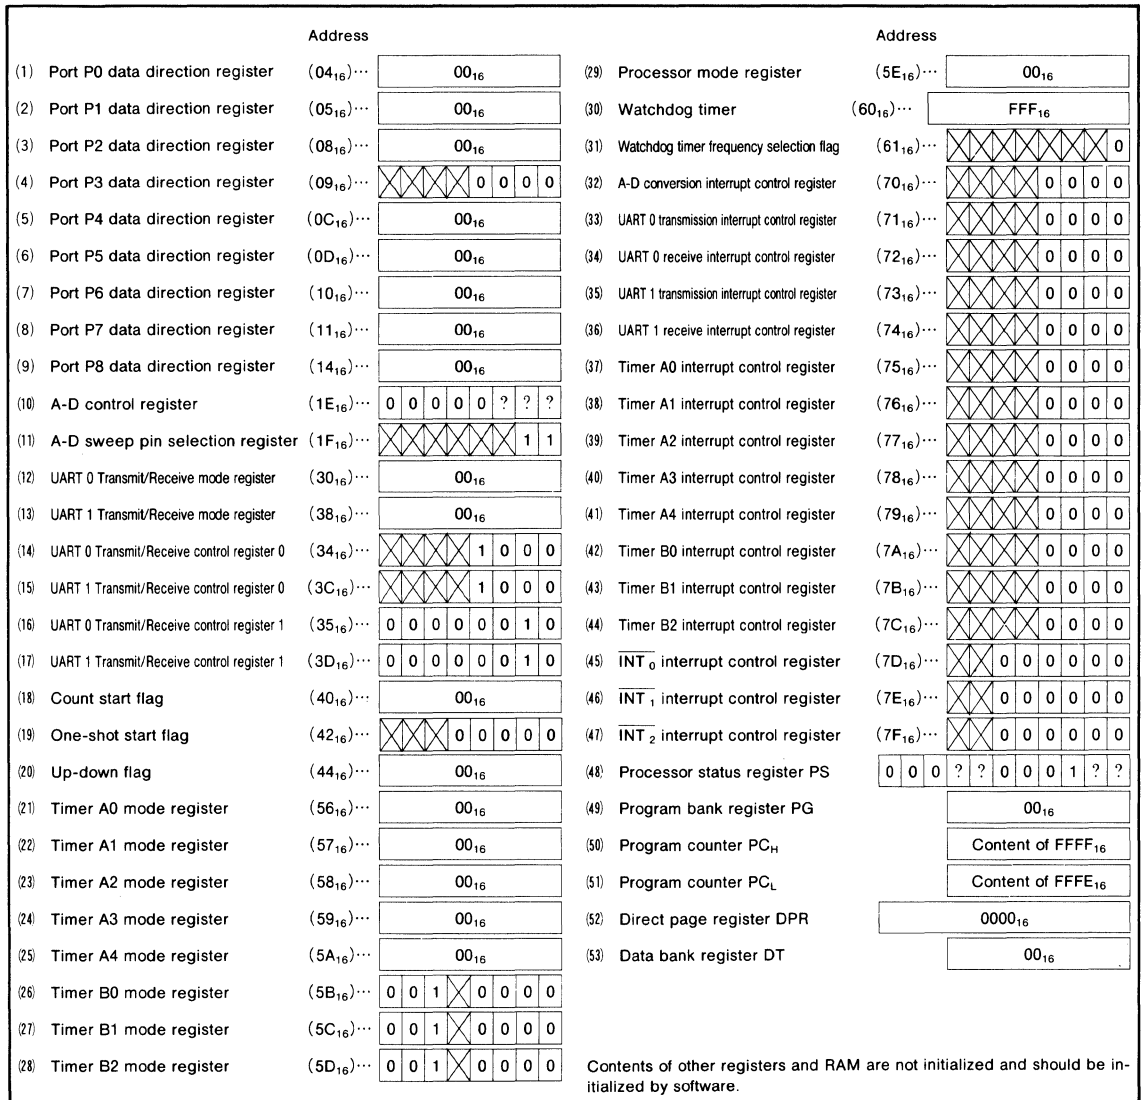 Address
(1) Port P0 data direction register (04₁₆)··· 00₁₆
(2) Port P1 data direction register (05₁₆)··· 00₁₆
(3) Port P2 data direction register (08₁₆)··· 00₁₆
(4) Port P3 data direction register (09₁₆)··· 0 0 0 0
(5) Port P4 data direction register (0C₁₆)··· 00₁₆
(6) Port P5 data direction register (0D₁₆)··· 00₁₆
(7) Port P6 data direction register (10₁₆)··· 00₁₆
(8) Port P7 data direction register (11₁₆)··· 00₁₆
(9) Port P8 data direction register (14₁₆)··· 00₁₆
(10) A-D control register (1E₁₆)··· 0 0 0 0 0 ? ? ?
(11) A-D sweep pin selection register (1F₁₆)··· 1 1
(12) UART 0 Transmit/Receive mode register (30₁₆)··· 00₁₆
(13) UART 1 Transmit/Receive mode register (38₁₆)··· 00₁₆
(14) UART 0 Transmit/Receive control register 0 (34₁₆)··· 1 0 0 0
(15) UART 1 Transmit/Receive control register 0 (3C₁₆)··· 1 0 0 0
(16) UART 0 Transmit/Receive control register 1 (35₁₆)··· 0 0 0 0 0 0 1 0
(17) UART 1 Transmit/Receive control register 1 (3D₁₆)··· 0 0 0 0 0 0 1 0
(18) Count start flag (40₁₆)··· 00₁₆
(19) One-shot start flag (42₁₆)··· 0 0 0 0 0
(20) Up-down flag (44₁₆)··· 00₁₆
(21) Timer A0 mode register (56₁₆)··· 00₁₆
(22) Timer A1 mode register (57₁₆)··· 00₁₆
(23) Timer A2 mode register (58₁₆)··· 00₁₆
(24) Timer A3 mode register (59₁₆)··· 00₁₆
(25) Timer A4 mode register (5A₁₆)··· 00₁₆
(26) Timer B0 mode register (5B₁₆)··· 0 0 1 0 0 0 0
(27) Timer B1 mode register (5C₁₆)··· 0 0 1 0 0 0 0
(28) Timer B2 mode register (5D₁₆)··· 0 0 1 0 0 0 0
Address
(29) Processor mode register (5E₁₆)··· 00₁₆
(30) Watchdog timer (60₁₆)··· FFF₁₆
(31) Watchdog timer frequency selection flag (61₁₆)··· 0
(32) A-D conversion interrupt control register (70₁₆)··· 0 0 0 0
(33) UART 0 transmission interrupt control register (71₁₆)··· 0 0 0 0
(34) UART 0 receive interrupt control register (72₁₆)··· 0 0 0 0
(35) UART 1 transmission interrupt control register (73₁₆)··· 0 0 0 0
(36) UART 1 receive interrupt control register (74₁₆)··· 0 0 0 0
(37) Timer A0 interrupt control register (75₁₆)··· 0 0 0 0
(38) Timer A1 interrupt control register (76₁₆)··· 0 0 0 0
(39) Timer A2 interrupt control register (77₁₆)··· 0 0 0 0
(40) Timer A3 interrupt control register (78₁₆)··· 0 0 0 0
(41) Timer A4 interrupt control register (79₁₆)··· 0 0 0 0
(42) Timer B0 interrupt control register (7A₁₆)··· 0 0 0 0
(43) Timer B1 interrupt control register (7B₁₆)··· 0 0 0 0
(44) Timer B2 interrupt control register (7C₁₆)··· 0 0 0 0
(45) I̅N̅T̅ ₀ interrupt control register (7D₁₆)··· 0 0 0 0 0 0
(46) I̅N̅T̅ ₁ interrupt control register (7E₁₆)··· 0 0 0 0 0 0
(47) I̅N̅T̅ ₂ interrupt control register (7F₁₆)··· 0 0 0 0 0 0
(48) Processor status register PS 0 0 0 ? ? 0 0 0 1 ? ?
(49) Program bank register PG 00₁₆
(50) Program counter PC_H Content of FFFF₁₆
(51) Program counter PC_L Content of FFFE₁₆
(52) Direct page register DPR 0000₁₆
(53) Data bank register DT 00₁₆
Contents of other registers and RAM are not initialized and should be in-
itialized by software.